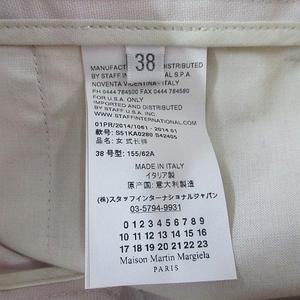 38
MANUFACTURED AND DISTRIBUTED
BY STAFF INTERNATIONAL S.P.A.
NOVENTA VICENTINA - ITALY
PH 0444 784500 FAX 0444 784580
FOR U.S.A. ONLY
IMPORTED AND DISTRIBUTED
BY STAFF USA INC.
WWW.STAFFINTERNATIONAL.COM
01PR/2014/1061 - 2014 01
款号: S51KA0280 S42405
品名: 女式长裤
38 号型: 155/62A
MADE IN ITALY
イタリア製
原产国: 意大利製造
(株)スタッフインターナショナルジャパン
03-5794-9931
0 1 2 3 4 5 6 7 8 9
10 11 12 13 14 15 16
17 18 19 20 21 22 23
Maison Martin Margiela
PARIS